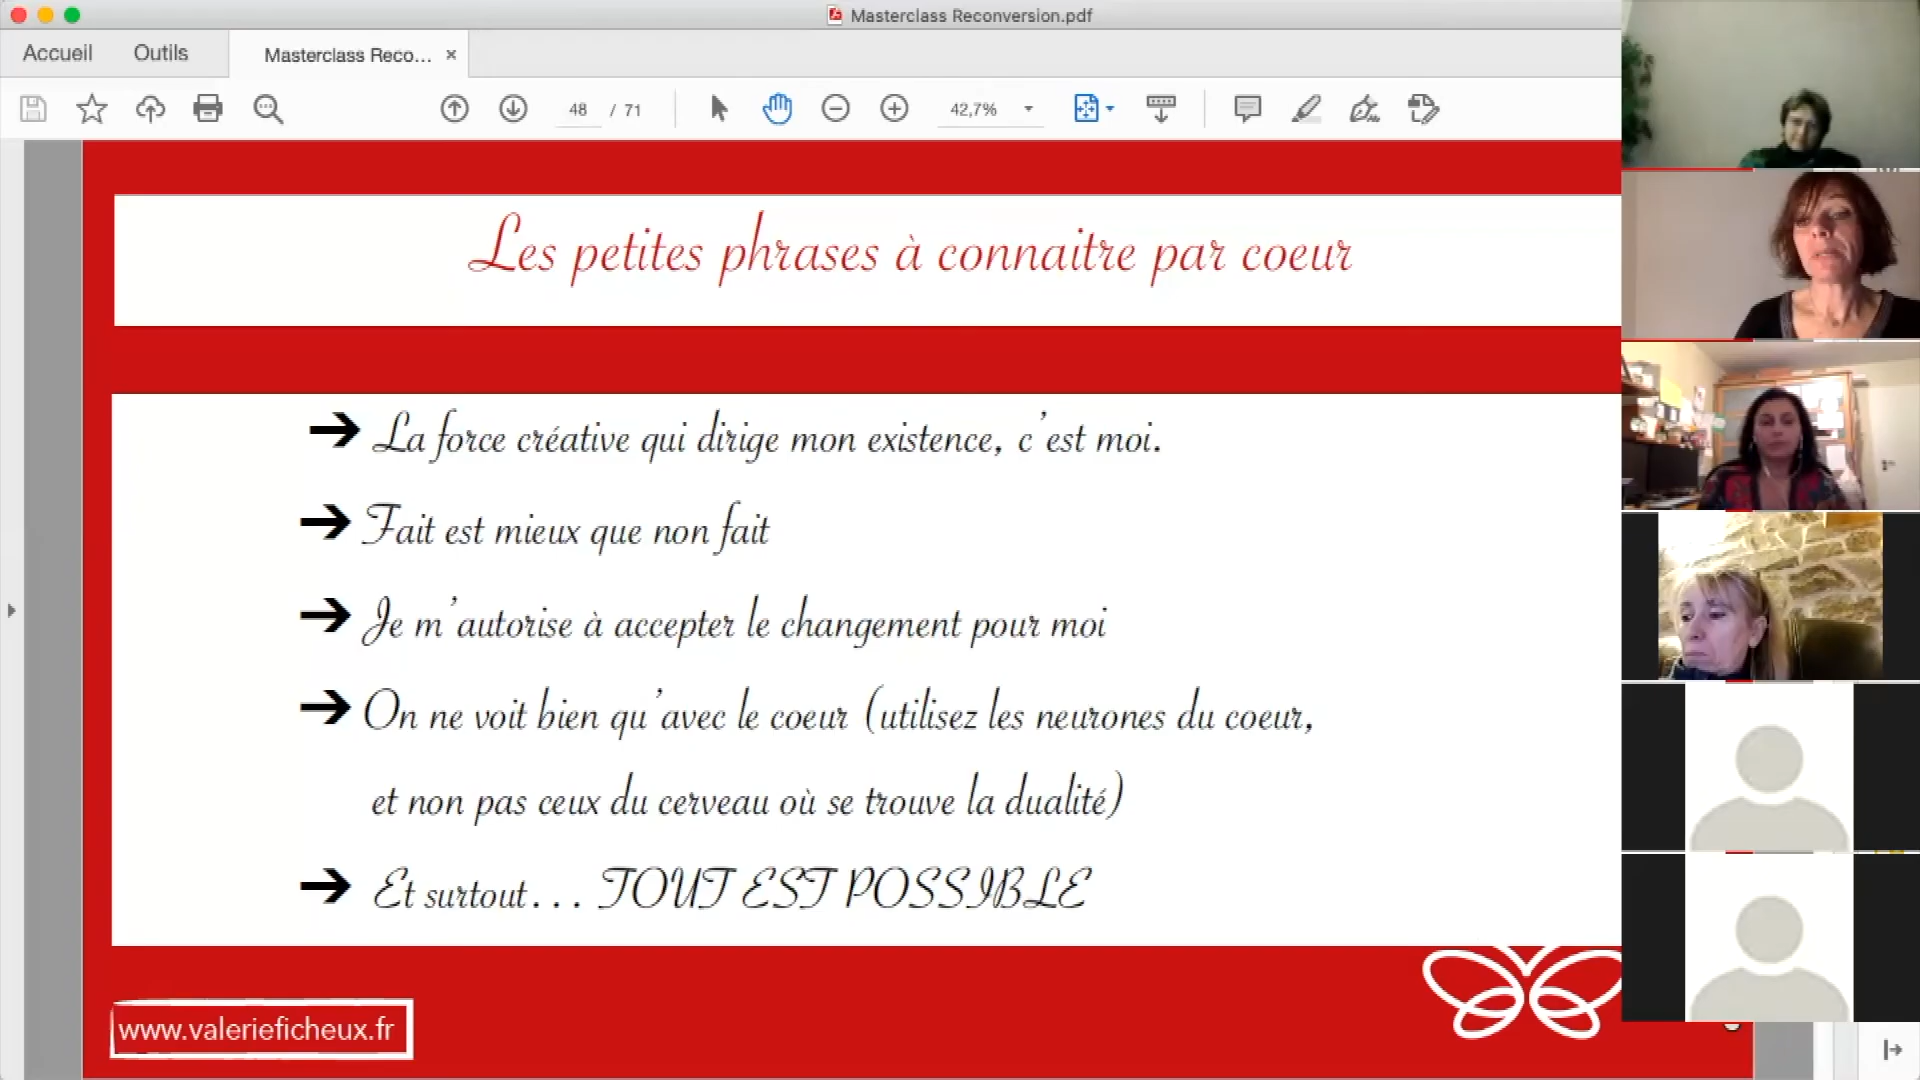 Masterclass Reconversion.pdf
Accueil
Outils
Masterclass Reco...
48 / 71
42,7%
Les petites phrases à connaitre par coeur
La force créative qui dirige mon existence, c'est moi.
Fait est mieux que non fait
Je m'autorise à accepter le changement pour moi
On ne voit bien qu'avec le coeur (utilisez les neurones du coeur,
et non pas ceux du cerveau où se trouve la dualité)
Et surtout... TOUT EST POSSIBLE
www.valerieficheux.fr